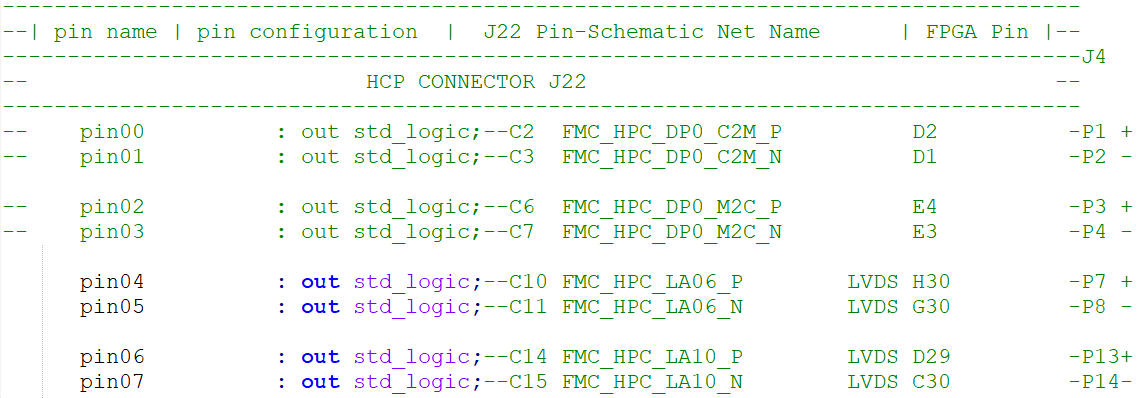 ------------------------------------------------------------------------------------
--| pin name | pin configuration  |  J22 Pin-Schematic Net Name      | FPGA Pin |--
------------------------------------------------------------------------------------J4
--                          HCP CONNECTOR J22                                     --
------------------------------------------------------------------------------------
--    pin00          : out std_logic;--C2  FMC_HPC_DP0_C2M_P          D2         -P1 +
--    pin01          : out std_logic;--C3  FMC_HPC_DP0_C2M_N          D1         -P2 -
--    pin02          : out std_logic;--C6  FMC_HPC_DP0_M2C_P          E4         -P3 +
--    pin03          : out std_logic;--C7  FMC_HPC_DP0_M2C_N          E3         -P4 -
      pin04          : out std_logic;--C10 FMC_HPC_LA06_P        LVDS H30         -P7 +
      pin05          : out std_logic;--C11 FMC_HPC_LA06_N        LVDS G30         -P8 -
      pin06          : out std_logic;--C14 FMC_HPC_LA10_P        LVDS D29         -P13+
      pin07          : out std_logic;--C15 FMC_HPC_LA10_N        LVDS C30         -P14-